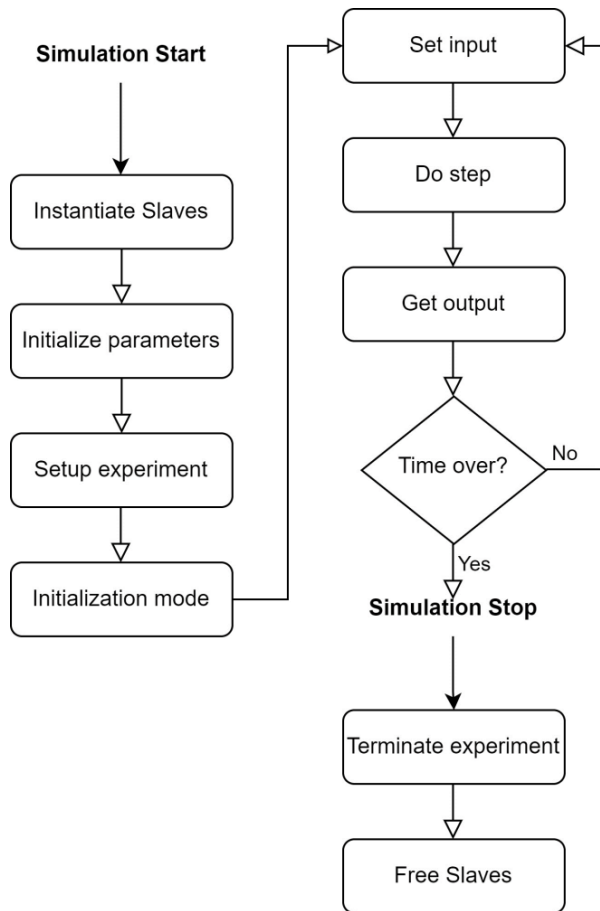 Simulation Start
Instantiate Slaves
Initialize parameters
Setup experiment
Initialization mode
Set input
Do step
Get output
Time over?
No
Yes
Simulation Stop
Terminate experiment
Free Slaves